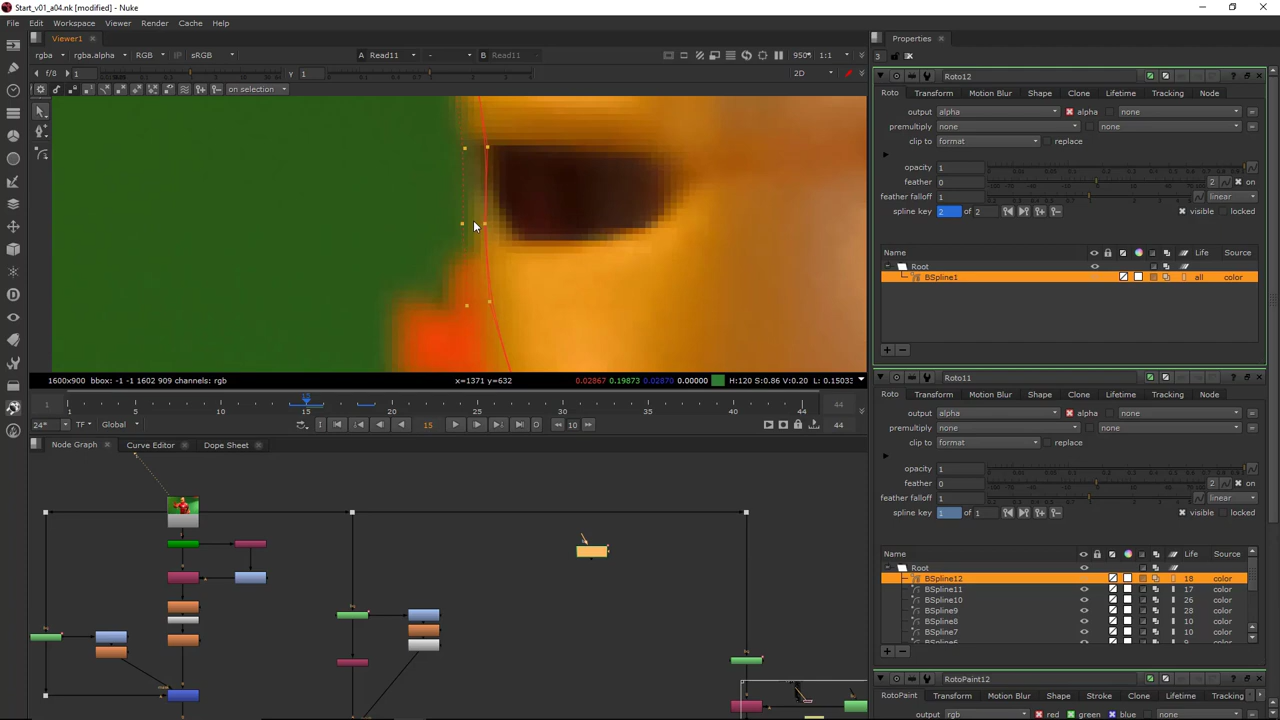 Start_v01_a04.nk [modified] - Nuke
File Edit Workspace Viewer Render Cache Help
Viewer1
rgba rgba.alpha RGB IP sRGB A Read11 - B Read11 - 950% 1:1
f/8 1 Y 1 2D
on selection
1600x900 bbox: -1 -1 1602 909 channels: rgb x=1371 y=632 0.02867 0.19873 0.02870 0.00000 H:120 S:0.86 V:0.20 L: 0.1503
1 1 5 10 15 20 25 30 35 40 44 44
24* TF Global 15 10 44
Node Graph Curve Editor Dope Sheet
Properties
3
Roto12
Roto Transform Motion Blur Shape Clone Lifetime Tracking Node
output alpha alpha none
premultiply none none
clip to format replace
opacity 1
feather 0 2 on
feather falloff 1 linear
spline key 2 of 2 visible locked
Name Life Source
Root
BSpline1 all color
Roto11
Roto Transform Motion Blur Shape Clone Lifetime Tracking Node
output alpha alpha none
premultiply none none
clip to format replace
opacity 1
feather 0 2 on
feather falloff 1 linear
spline key 1 of 1 visible locked
Name Life Source
Root
BSpline12 18 color
BSpline11 17 color
BSpline10 26 color
BSpline9 28 color
BSpline8 10 color
BSpline7 10 color
RotoPaint12
RotoPaint Transform Motion Blur Shape Stroke Clone Lifetime Tracking
output rgb red green blue none